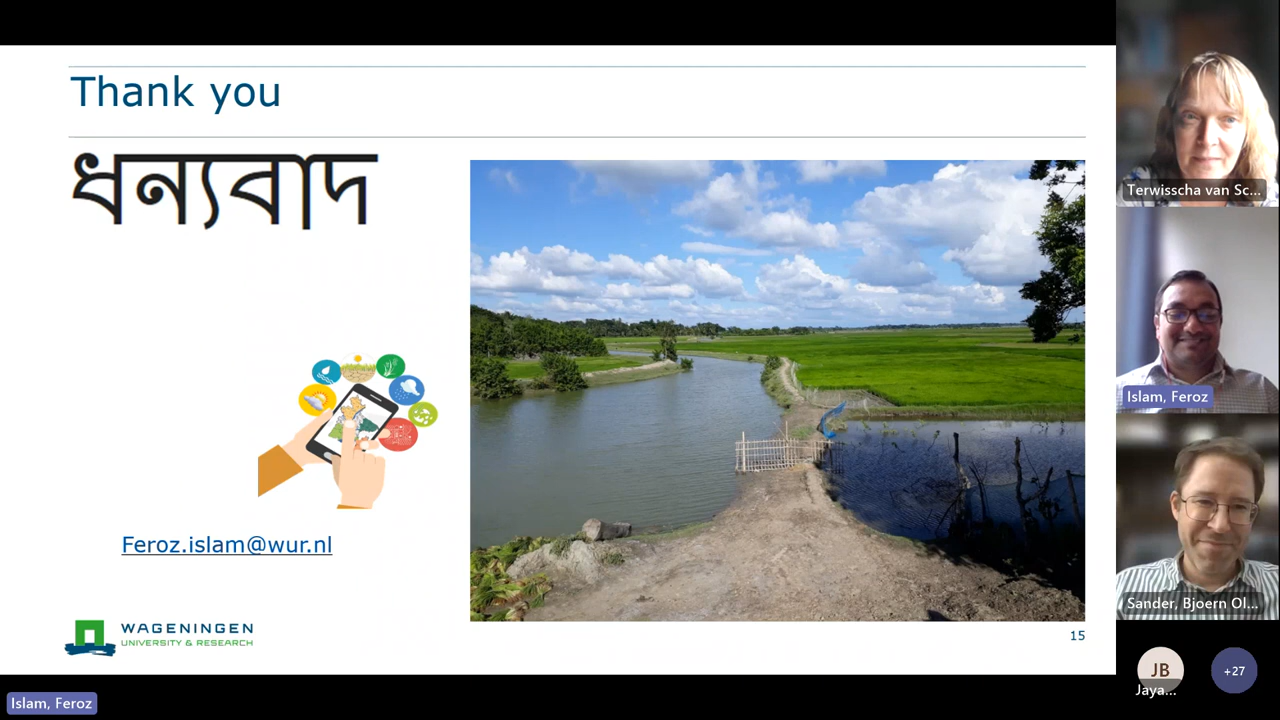 Thank you
ধন্যবাদ
Feroz.islam@wur.nl
WAGENINGEN
UNIVERSITY & RESEARCH
15
Terwisscha van Sc...
Islam, Feroz
Sander, Bjoern Ol...
JB
Jaya...
+27
Islam, Feroz